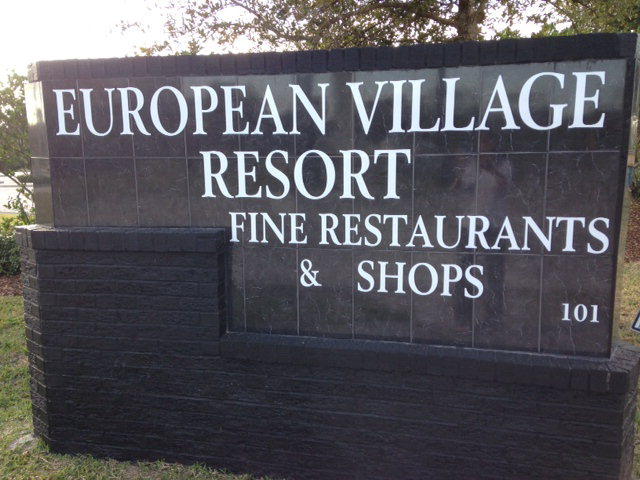 EUROPEAN VILLAGE
RESORT
FINE RESTAURANTS
& SHOPS
101